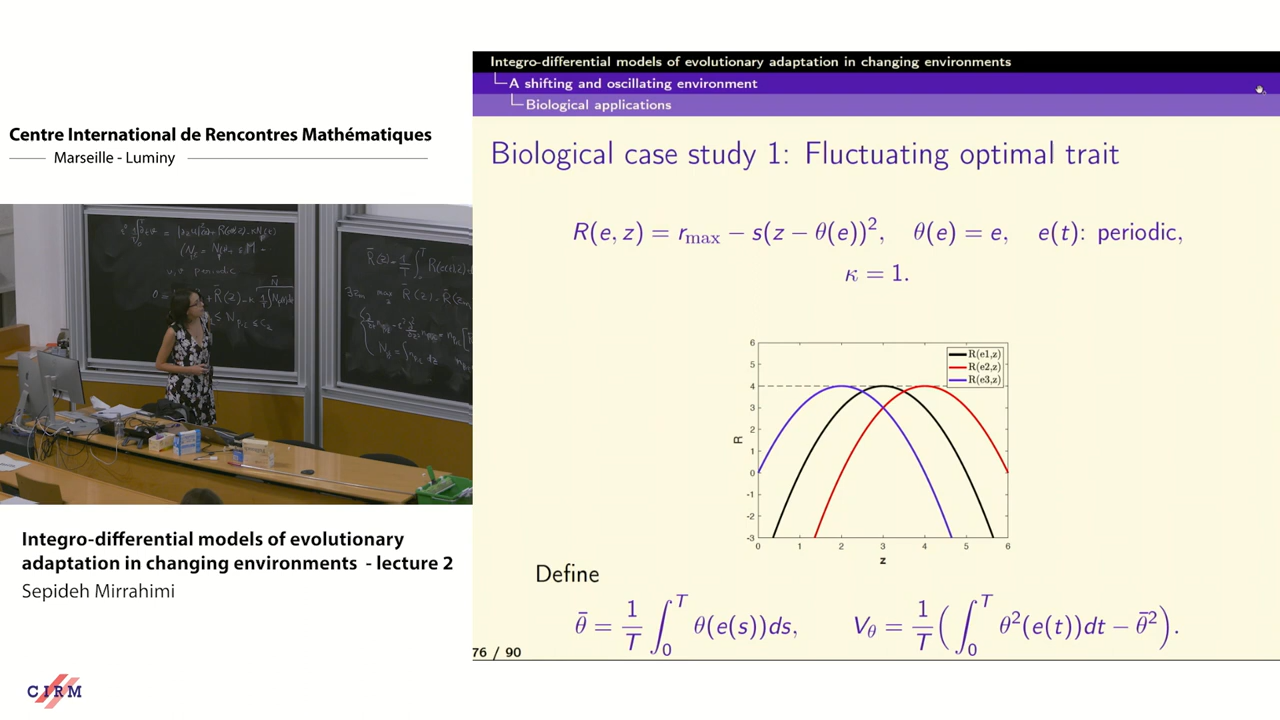 Centre International de Rencontres Mathématiques
Marseille - Luminy
Integro-differential models of evolutionary
adaptation in changing environments - lecture 2
Sepideh Mirrahimi
CIRM
Integro-differential models of evolutionary adaptation in changing environments
A shifting and oscillating environment
Biological applications
Biological case study 1: Fluctuating optimal trait
R(e, z) = r_max − s(z − θ(e))², θ(e) = e, e(t): periodic,
κ = 1.
R(e1,z)
R(e2,z)
R(e3,z)
6
5
4
3
2
1
0
-1
-2
-3
R
0 1 2 3 4 5 6
z
Define
θ̄ = 1/T ∫₀ᵀ θ(e(s))ds, V_θ = 1/T ( ∫₀ᵀ θ²(e(t))dt − θ̄² ).
76 / 90